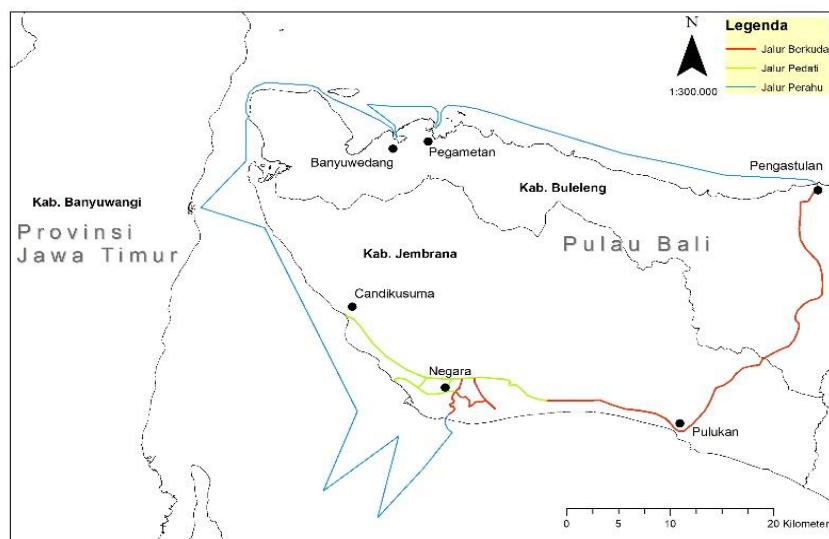 N
1:300.000
Legenda
Jalur Berkuda
Jalur Pedati
Jalur Perahu
Banyuwedang
Pegametan
Pengastulan
Kab. Buleleng
Kab. Banyuwangi
Provinsi
Jawa Timur
Pulau Bali
Kab. Jembrana
Candikusuma
Negara
Pulukan
0 5 10 20 Kilometer